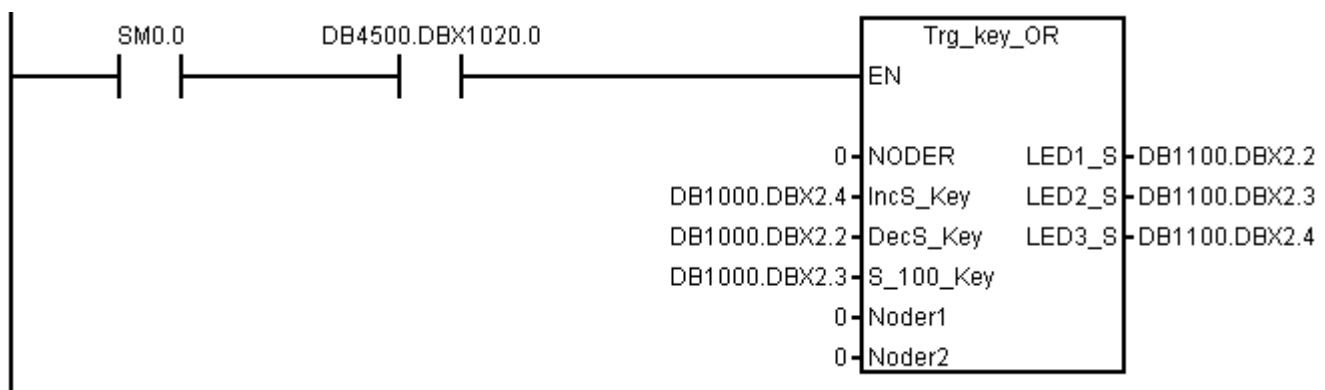 SM0.0 DB4500.DBX1020.0 Trg_key_OR
EN
0 NODER LED1_S DB1100.DBX2.2
DB1000.DBX2.4 IncS_Key LED2_S DB1100.DBX2.3
DB1000.DBX2.2 DecS_Key LED3_S DB1100.DBX2.4
DB1000.DBX2.3 S_100_Key
0 Noder1
0 Noder2